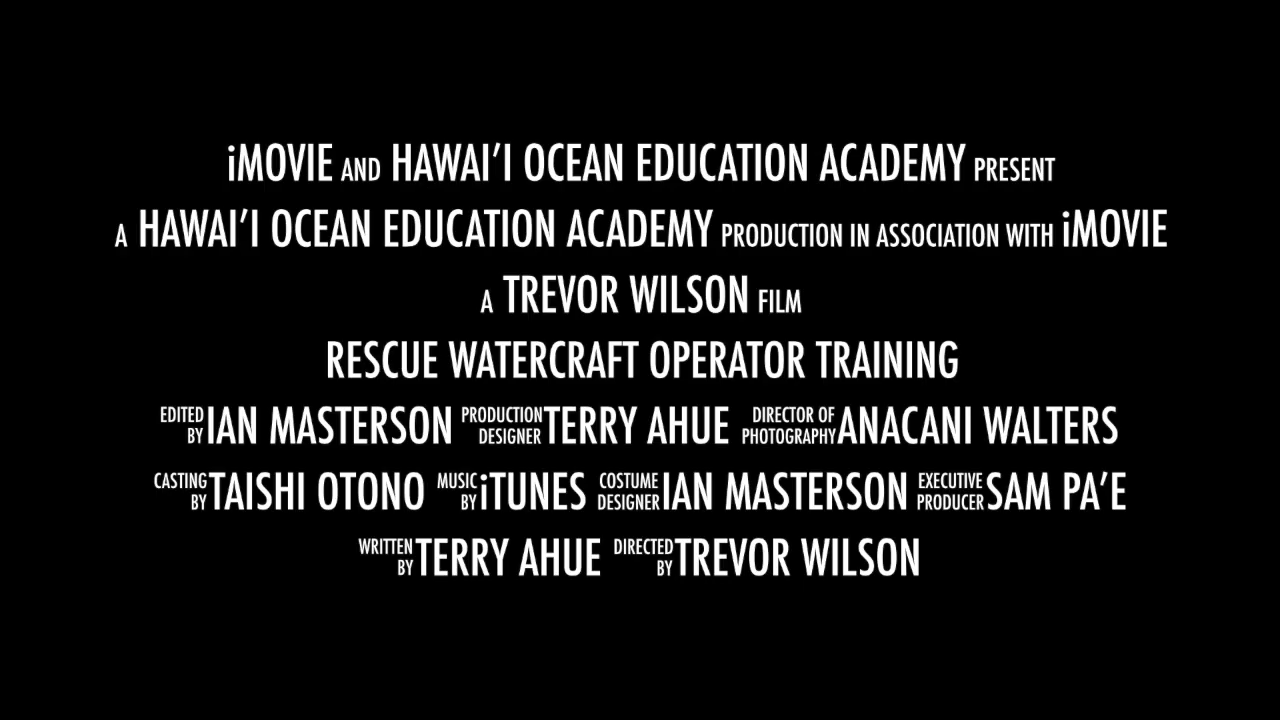 iMOVIE AND HAWAI'I OCEAN EDUCATION ACADEMY PRESENT
A HAWAI'I OCEAN EDUCATION ACADEMY PRODUCTION IN ASSOCIATION WITH iMOVIE
A TREVOR WILSON FILM
RESCUE WATERCRAFT OPERATOR TRAINING
EDITED BY IAN MASTERSON PRODUCTION DESIGNER TERRY AHUE DIRECTOR OF PHOTOGRAPHY ANACANI WALTERS
CASTING BY TAISHI OTONO MUSIC BY iTUNES COSTUME DESIGNER IAN MASTERSON EXECUTIVE PRODUCER SAM PA'E
WRITTEN BY TERRY AHUE DIRECTED BY TREVOR WILSON